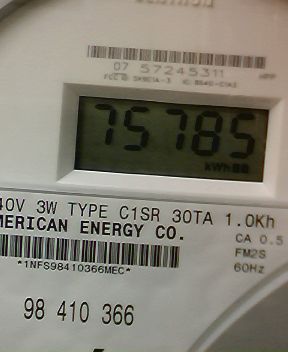 07 57245311
75785
kWh
40V 3W TYPE C1SR 30TA 1.0Kh
MERICAN ENERGY CO.
CA 0.5
FM2S
60Hz
*1NFS98410366MEC*
98 410 366